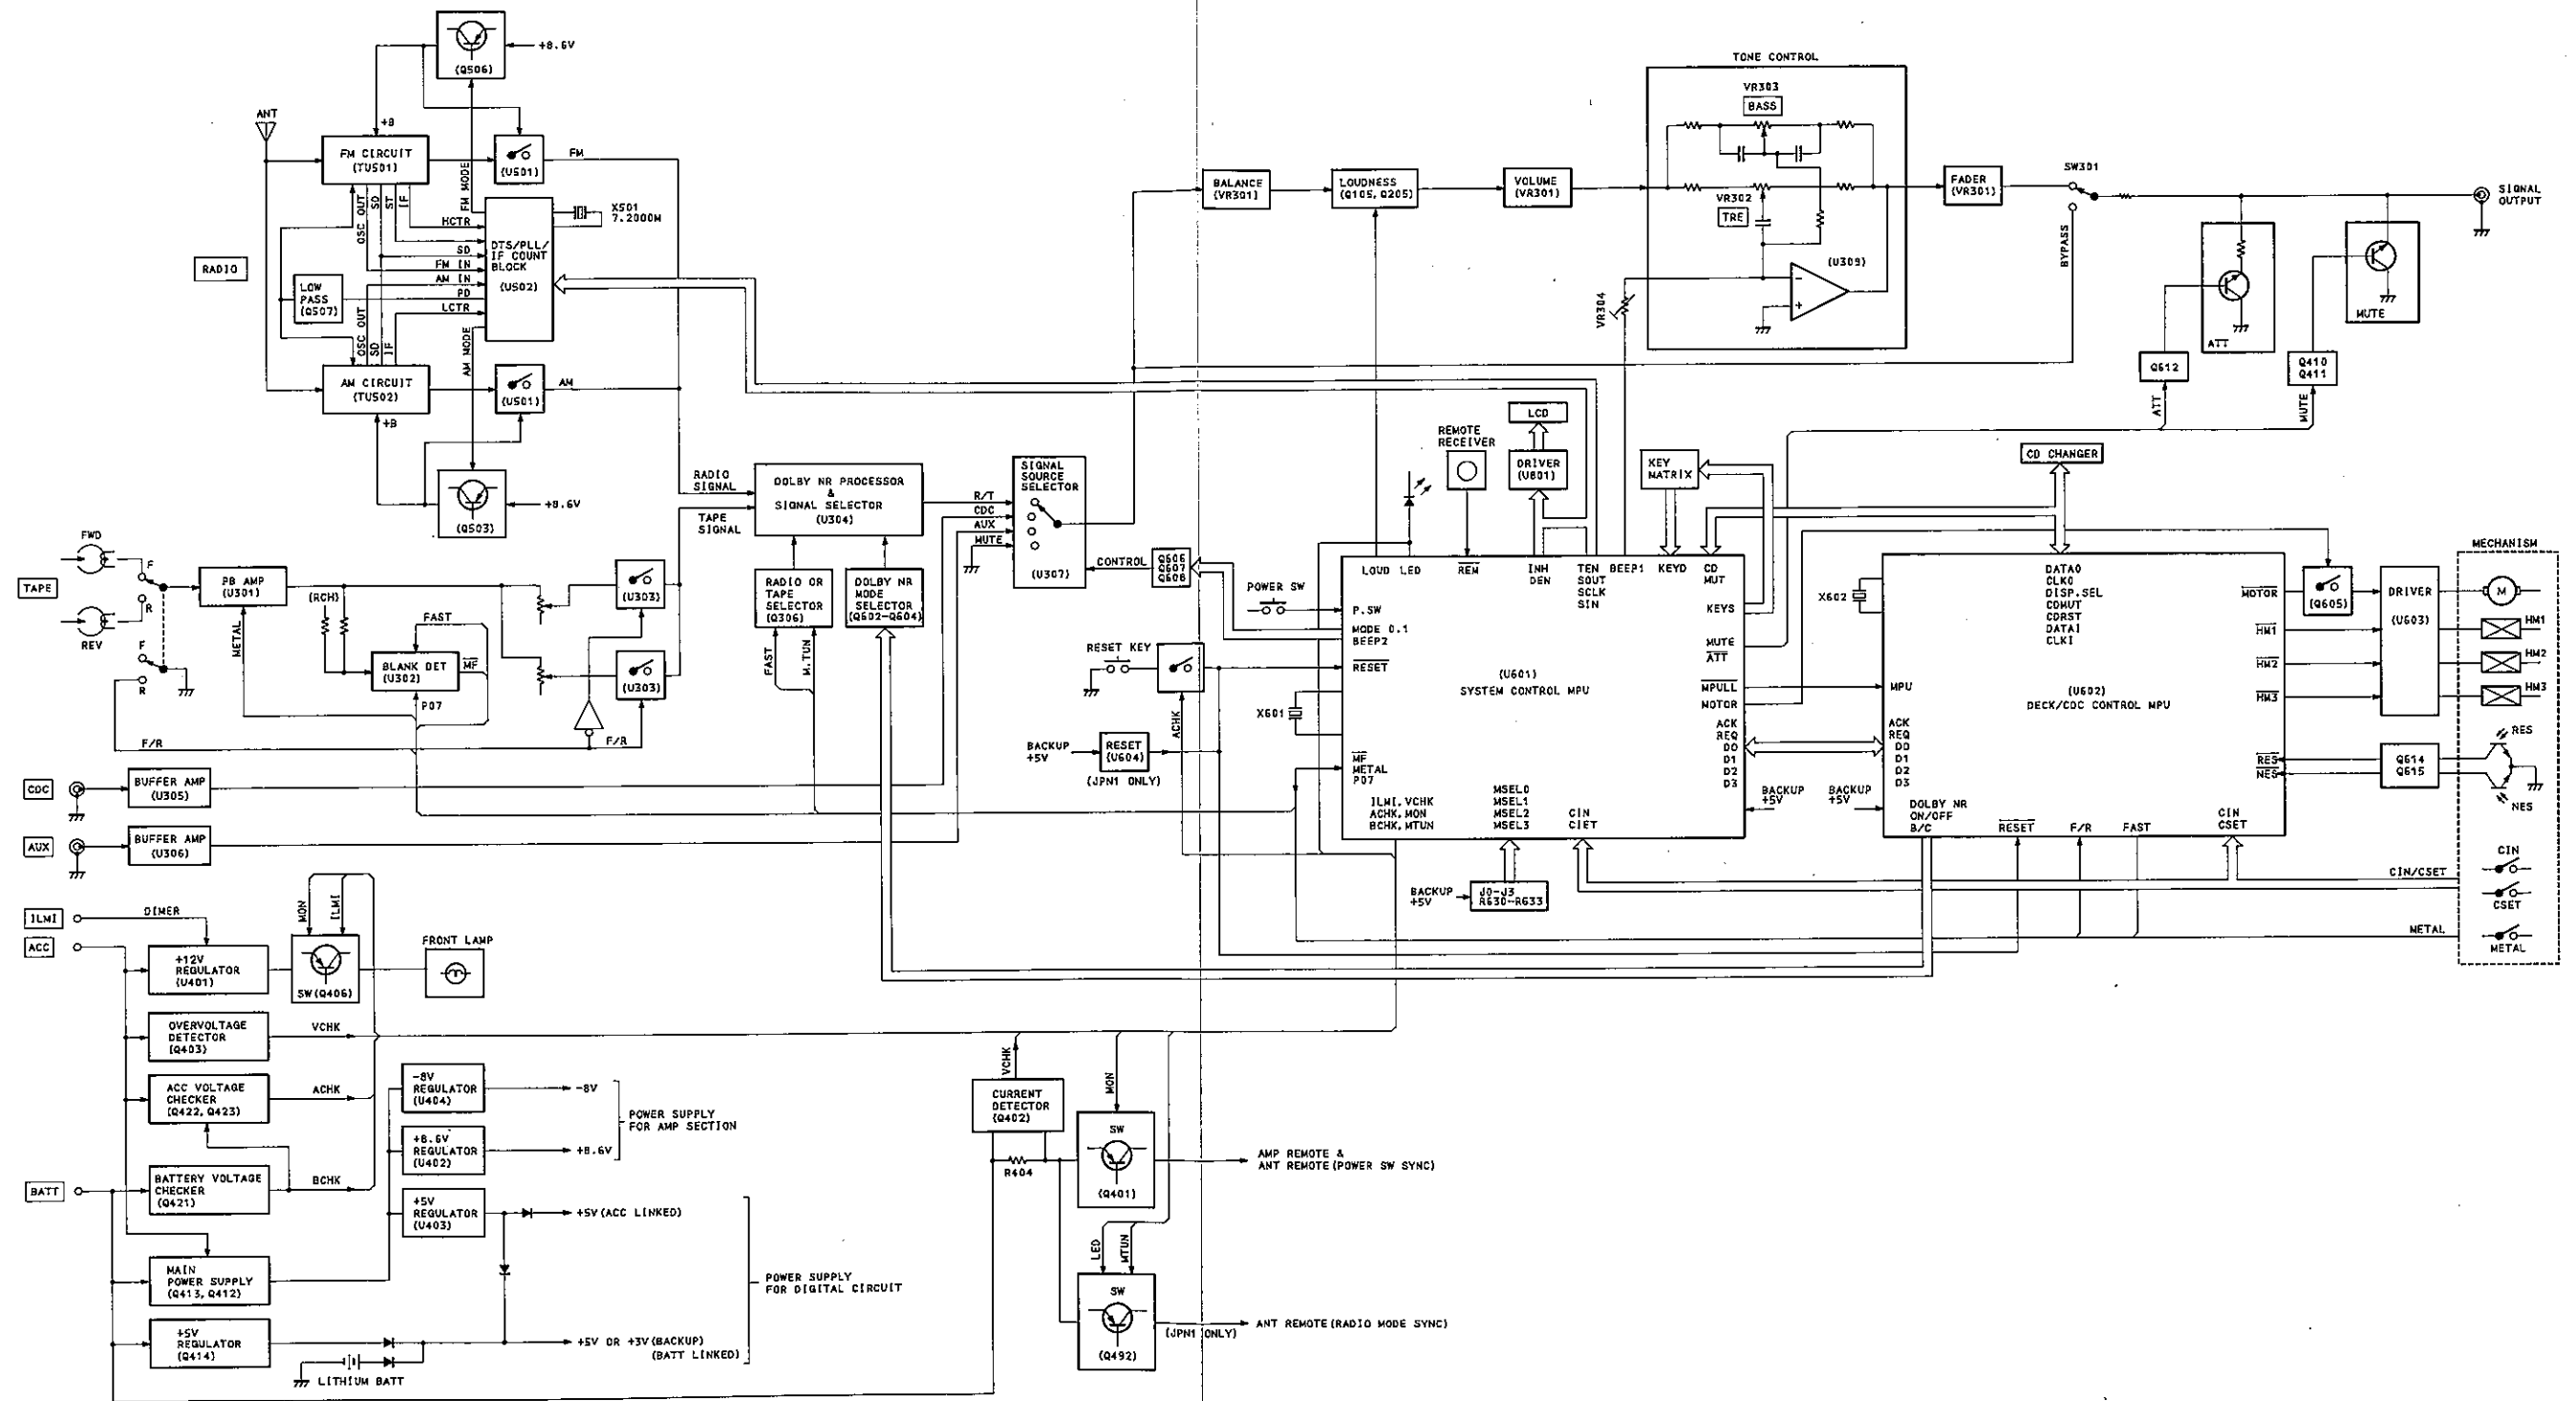 RADIO
ANT
(Q506)
+8.6V
+B
FM CIRCUIT
(TU501)
(U501)
FM
FM MODE
OSC OUT
SD
ST
IF
HCTR
SD
FM IN
AM IN
PD
LCTR
DTS/PLL/
IF COUNT
BLOCK
(U502)
X501
7.2000M
LOW
PASS
(Q507)
OSC OUT
SD
IF
AM MODE
AM CIRCUIT
(TU502)
+B
(U501)
AM
(Q503)
+8.6V
TAPE
FWD
REV
F
R
F
R
PB AMP
(U301)
METAL
(RCH)
FAST
BLANK DET
(U302)
MF
P07
F/R
F/R
(U303)
(U303)
RADIO
SIGNAL
TAPE
SIGNAL
DOLBY NR PROCESSOR
&
SIGNAL SELECTOR
(U304)
RADIO OR
TAPE
SELECTOR
(Q306)
DOLBY NR
MODE
SELECTOR
(Q602-Q604)
FAST
M.TUN
R/T
CDC
AUX
MUTE
SIGNAL
SOURCE
SELECTOR
(U307)
CONTROL
Q606
Q607
Q608
CDC
BUFFER AMP
(U305)
AUX
BUFFER AMP
(U306)
BALANCE
(VR301)
LOUDNESS
(Q105,Q205)
VOLUME
(VR301)
TONE CONTROL
VR303
BASS
VR302
TRE
(U309)
VR304
FADER
(VR301)
SW301
BYPASS
SIGNAL
OUTPUT
ATT
MUTE
Q612
Q410
Q411
ATT
MUTE
LCD
DRIVER
(U801)
REMOTE
RECEIVER
KEY
MATRIX
CD CHANGER
POWER SW
RESET KEY
ACHK
X601
BACKUP
+5V
RESET
(U604)
(JPN1 ONLY)
LOUD LED
REM
INH
DEN
TEN
SOUT
SCLK
SIN
BEEP1
KEYD
CD
MUT
P.SW
MODE 0.1
BEEP2
RESET
KEYS
MUTE
ATT
(U601)
SYSTEM CONTROL MPU
MPULL
MOTOR
ACK
REQ
D0
D1
D2
D3
MF
METAL
P07
ILMI,VCHK
ACHK,MON
BCHK,MTUN
MSEL0
MSEL1
MSEL2
MSEL3
CIN
CIET
BACKUP
+5V
BACKUP
+5V
BACKUP
+5V
J0-J3
R630-R633
X602
DATAO
CLKO
DISP.SEL
COMUT
CDRST
DATAI
CLKI
MPU
(U602)
DECK/CDC CONTROL MPU
ACK
REQ
D0
D1
D2
D3
DOLBY NR
ON/OFF
B/C
RESET
F/R
FAST
CIN
CSET
MOTOR
HM1
HM2
HM3
RES
NES
(Q605)
DRIVER
(U603)
Q614
Q615
MECHANISM
M
HM1
HM2
HM3
RES
NES
CIN
CSET
METAL
CIN/CSET
METAL
ILMI
DIMER
ACC
+12V
REGULATOR
(U401)
MON
ILMI
SW(Q406)
FRONT LAMP
OVERVOLTAGE
DETECTOR
(Q403)
VCHK
ACC VOLTAGE
CHECKER
(Q422,Q423)
ACHK
BATT
BATTERY VOLTAGE
CHECKER
(Q421)
BCHK
MAIN
POWER SUPPLY
(Q413,Q412)
+5V
REGULATOR
(Q414)
LITHIUM BATT
-8V
REGULATOR
(U404)
-8V
+8.6V
REGULATOR
(U402)
+8.6V
POWER SUPPLY
FOR AMP SECTION
+5V
REGULATOR
(U403)
+5V(ACC LINKED)
POWER SUPPLY
FOR DIGITAL CIRCUIT
+5V OR +3V(BACKUP)
(BATT LINKED)
VCHK
CURRENT
DETECTOR
(Q402)
R404
MON
SW
(Q401)
AMP REMOTE &
ANT REMOTE(POWER SW SYNC)
LED
MTUN
SW
(Q492)
(JPN1 ONLY)
ANT REMOTE(RADIO MODE SYNC)